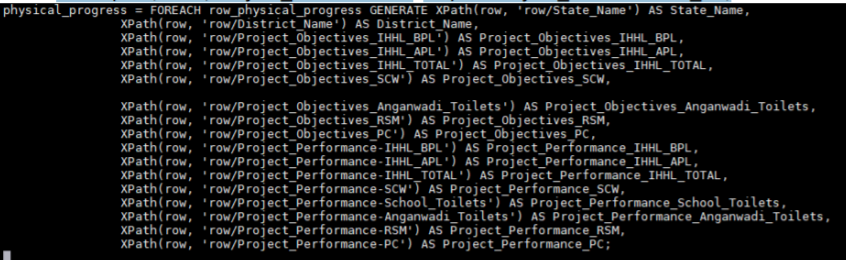 physical_progress = FOREACH row_physical_progress GENERATE XPath(row, 'row/State_Name') AS State_Name,
XPath(row, 'row/District_Name') AS District_Name,
XPath(row, 'row/Project_Objectives_IHHL_BPL') AS Project_Objectives_IHHL_BPL,
XPath(row, 'row/Project_Objectives_IHHL_APL') AS Project_Objectives_IHHL_APL,
XPath(row, 'row/Project_Objectives_IHHL_TOTAL') AS Project_Objectives_IHHL_TOTAL,
XPath(row, 'row/Project_Objectives_SCW') AS Project_Objectives_SCW,
XPath(row, 'row/Project_Objectives_Anganwadi_Toilets') AS Project_Objectives_Anganwadi_Toilets,
XPath(row, 'row/Project_Objectives_RSM') AS Project_Objectives_RSM,
XPath(row, 'row/Project_Objectives_PC') AS Project_Objectives_PC,
XPath(row, 'row/Project_Performance-IHHL_BPL') AS Project_Performance_IHHL_BPL,
XPath(row, 'row/Project_Performance-IHHL_APL') AS Project_Performance_IHHL_APL,
XPath(row, 'row/Project_Performance-IHHL_TOTAL') AS Project_Performance_IHHL_TOTAL,
XPath(row, 'row/Project_Performance-SCW') AS Project_Performance_SCW,
XPath(row, 'row/Project_Performance-School_Toilets') AS Project_Performance_School_Toilets,
XPath(row, 'row/Project_Performance-Anganwadi_Toilets') AS Project_Performance_Anganwadi_Toilets,
XPath(row, 'row/Project_Performance-RSM') AS Project_Performance_RSM,
XPath(row, 'row/Project_Performance-PC') AS Project_Performance_PC;